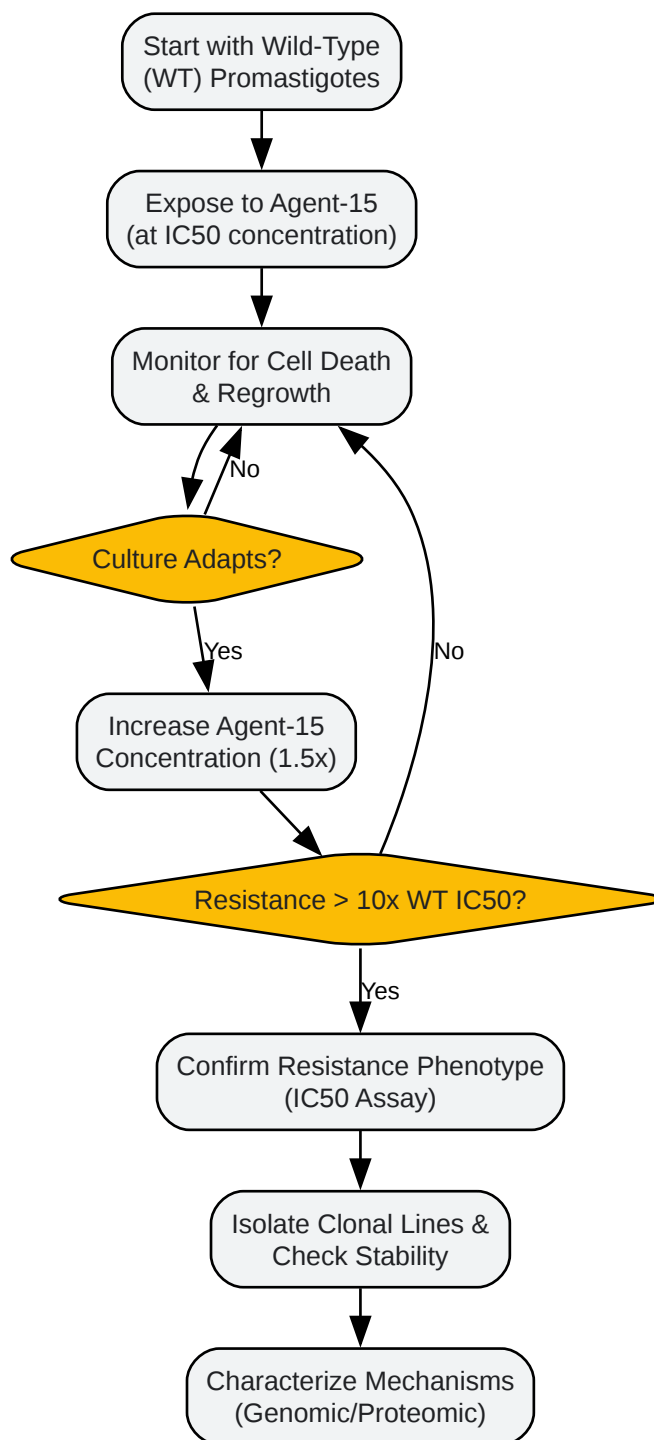 Start with Wild-Type
(WT) Promastigotes
Expose to Agent-15
(at IC50 concentration)
Monitor for Cell Death
& Regrowth
No
Culture Adapts?
Yes
No
Increase Agent-15
Concentration (1.5x)
Resistance > 10x WT IC50?
Yes
Confirm Resistance Phenotype
(IC50 Assay)
Isolate Clonal Lines &
Check Stability
Characterize Mechanisms
(Genomic/Proteomic)